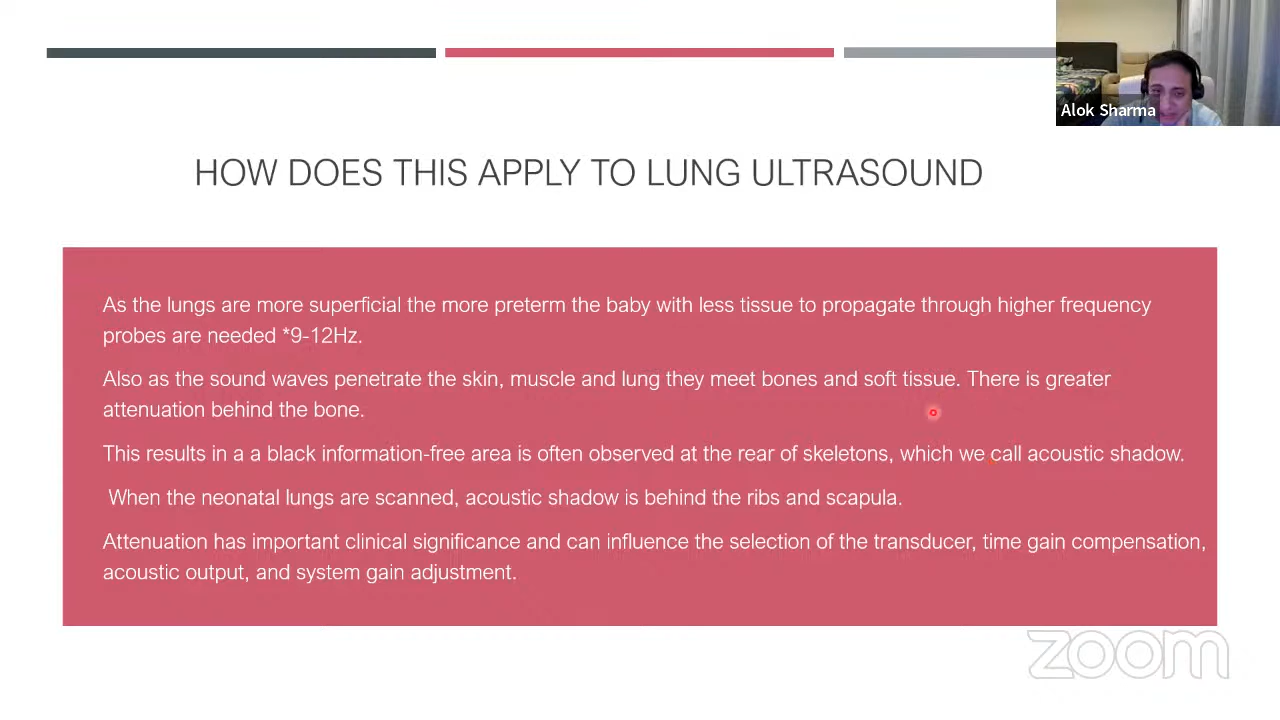 Alok Sharma
HOW DOES THIS APPLY TO LUNG ULTRASOUND
As the lungs are more superficial the more preterm the baby with less tissue to propagate through higher frequency
probes are needed *9-12Hz.
Also as the sound waves penetrate the skin, muscle and lung they meet bones and soft tissue. There is greater
attenuation behind the bone.
This results in a a black information-free area is often observed at the rear of skeletons, which we call acoustic shadow.
When the neonatal lungs are scanned, acoustic shadow is behind the ribs and scapula.
Attenuation has important clinical significance and can influence the selection of the transducer, time gain compensation,
acoustic output, and system gain adjustment.
zoom